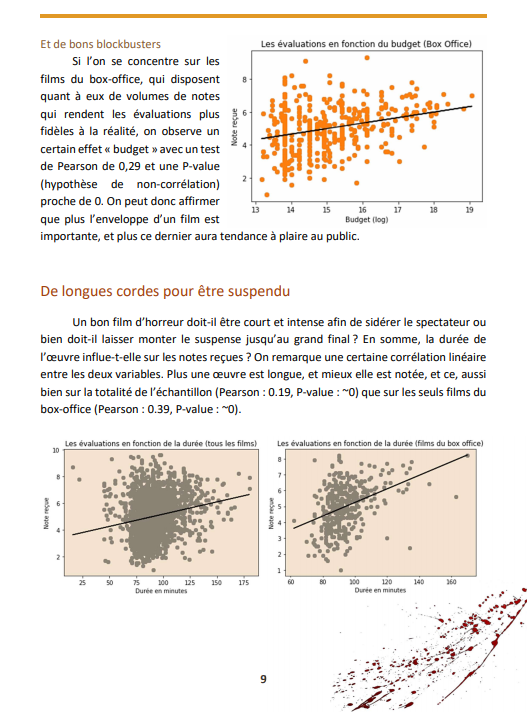 Et de bons blockbusters
Si l'on se concentre sur les
films du box-office, qui disposent
quant à eux de volumes de notes
qui rendent les évaluations plus
fidèles à la réalité, on observe un
certain effet « budget » avec un test
de Pearson de 0,29 et une P-value
(hypothèse de non-corrélation)
proche de 0. On peut donc affirmer
que plus l'enveloppe d'un film est
importante, et plus ce dernier aura tendance à plaire au public.
Les évaluations en fonction du budget (Box Office)
Note reçue
8
6
4
2
13 14 15 16 17 18 19
Budget (log)
De longues cordes pour être suspendu
Un bon film d'horreur doit-il être court et intense afin de sidérer le spectateur ou
bien doit-il laisser monter le suspense jusqu'au grand final ? En somme, la durée de
l'œuvre influe-t-elle sur les notes reçues ? On remarque une certaine corrélation linéaire
entre les deux variables. Plus une œuvre est longue, et mieux elle est notée, et ce, aussi
bien sur la totalité de l'échantillon (Pearson : 0.19, P-value : ~0) que sur les seuls films du
box-office (Pearson : 0.39, P-value : ~0).
Les évaluations en fonction de la durée (tous les films)
Note reçue
10
8
6
4
2
25 50 75 100 125 150 175
Durée en minutes
Les évaluations en fonction de la durée (films du box office)
Note reçue
8
7
6
5
4
3
2
1
60 80 100 120 140 160
Durée en minutes
9